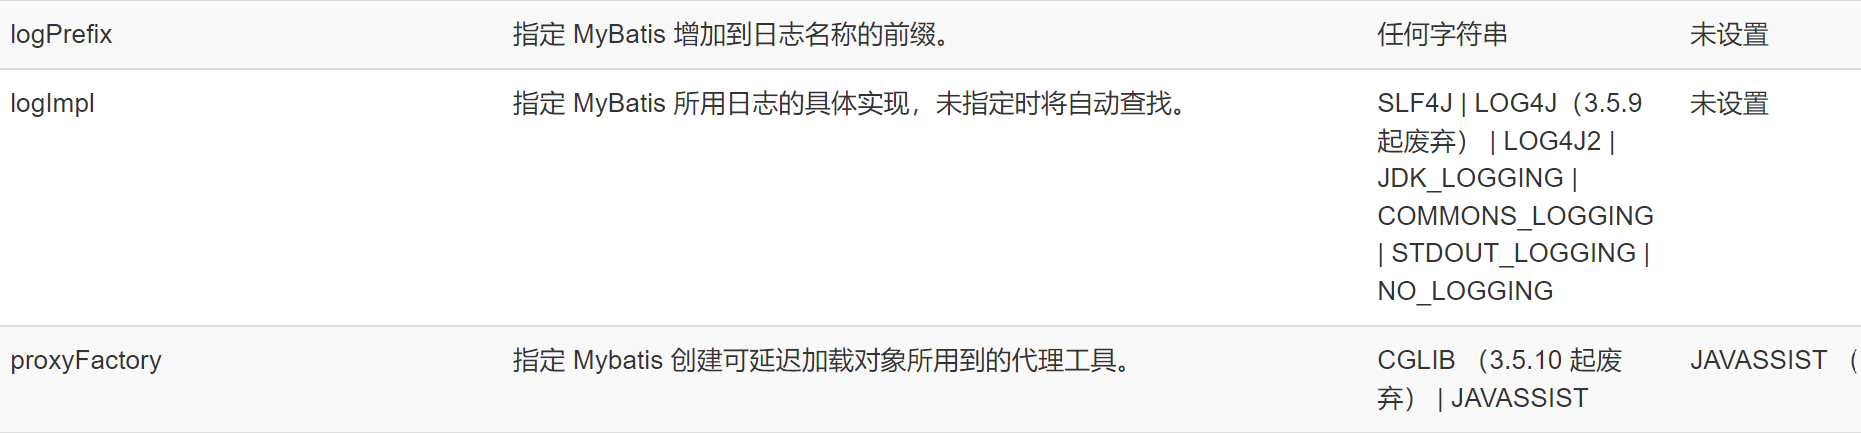 logPrefix 指定 MyBatis 增加到日志名称的前缀。 任何字符串 未设置
logImpl 指定 MyBatis 所用日志的具体实现，未指定时将自动查找。 SLF4J | LOG4J（3.5.9 未设置
起废弃） | LOG4J2 |
JDK_LOGGING |
COMMONS_LOGGING
| STDOUT_LOGGING |
NO_LOGGING
proxyFactory 指定 Mybatis 创建可延迟加载对象所用到的代理工具。 CGLIB （3.5.10 起废 JAVASSIST （
弃） | JAVASSIST